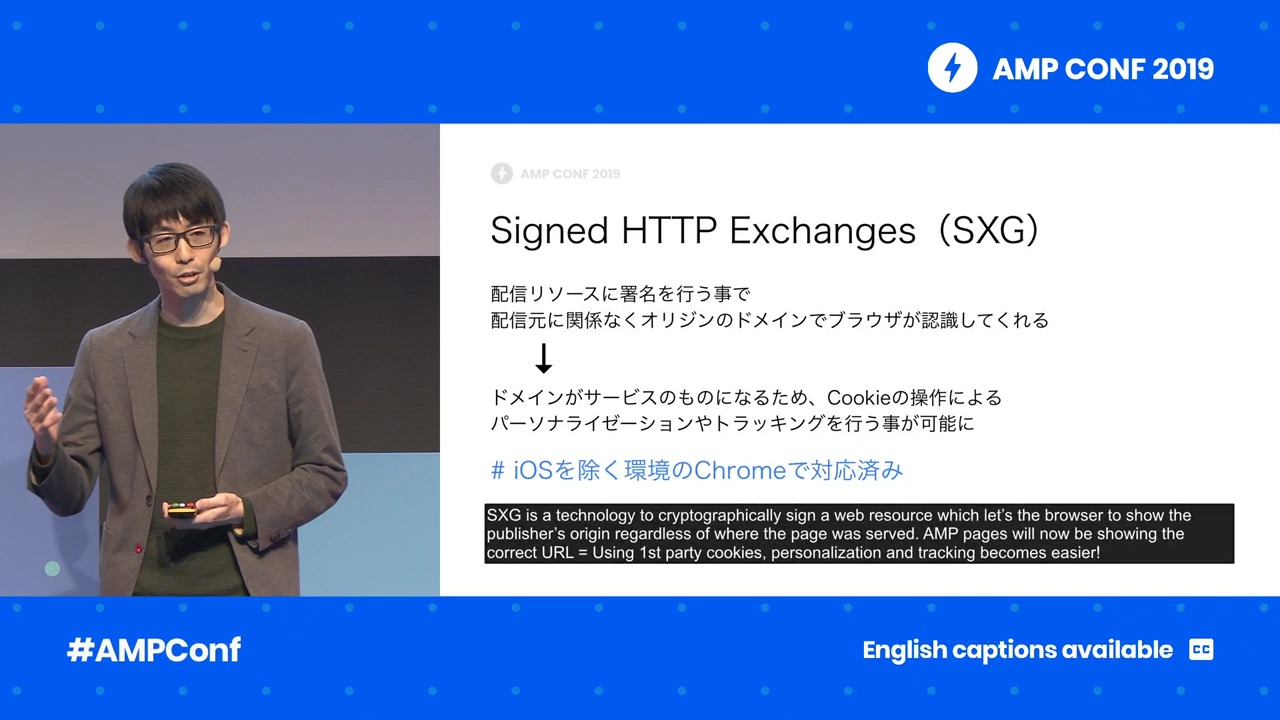 AMP CONF 2019
AMP CONF 2019
Signed HTTP Exchanges（SXG）
配信リソースに署名を行う事で
配信元に関係なくオリジンのドメインでブラウザが認識してくれる
↓
ドメインがサービスのものになるため、Cookieの操作による
パーソナライゼーションやトラッキングを行う事が可能に
# iOSを除く環境のChromeで対応済み
SXG is a technology to cryptographically sign a web resource which let's the browser to show the
publisher's origin regardless of where the page was served. AMP pages will now be showing the
correct URL = Using 1st party cookies, personalization and tracking becomes easier!
#AMPConf
English captions available CC